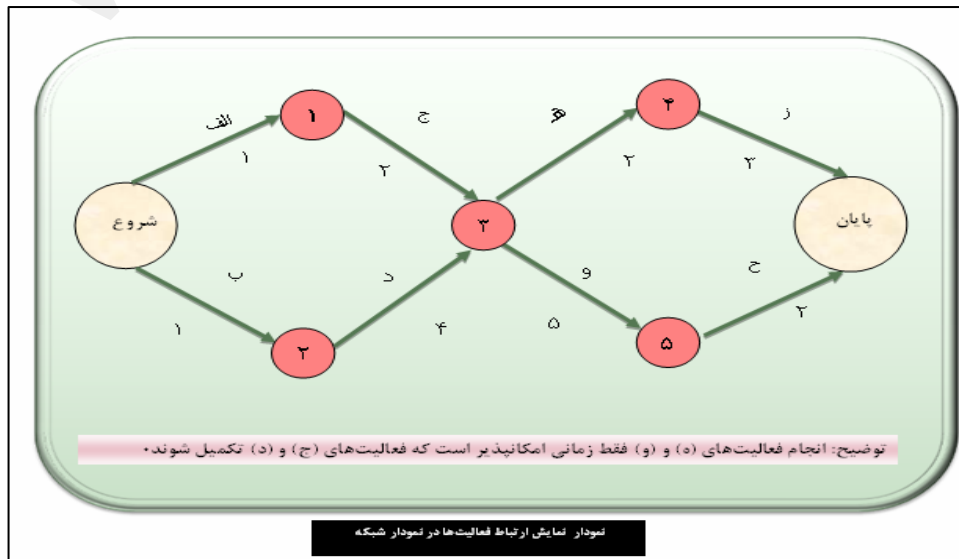 الف
۱
ج
ه
۴
ز
۱
۲
۲
۳
شروع
۳
پایان
ب
د
و
ح
۱
۴
۵
۲
۲
۵
توضیح: انجام فعالیت‌های (ه) و (و) فقط زمانی امکانپذیر است که فعالیت‌های (ج) و (د) تکمیل شوند.
نمودار نمایش ارتباط فعالیت‌ها در نمودار شبکه